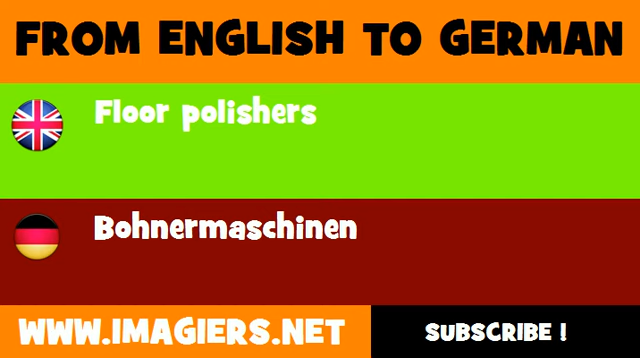 FROM ENGLISH TO GERMAN
Floor polishers
Bohnermaschinen
WWW.IMAGIERS.NET
SUBSCRIBE !